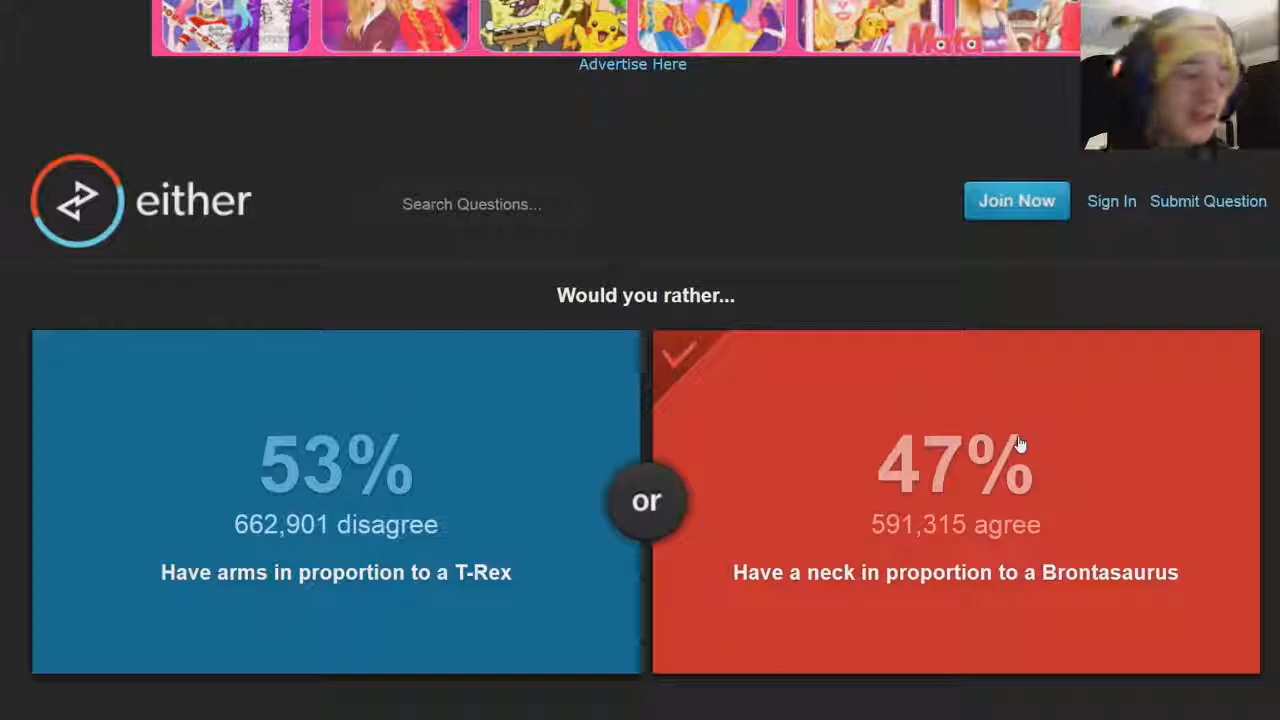 Mafa
Advertise Here
either
Search Questions...
Join Now
Sign In
Submit Question
Would you rather...
53%
662,901 disagree
Have arms in proportion to a T-Rex
or
47%
591,315 agree
Have a neck in proportion to a Brontasaurus